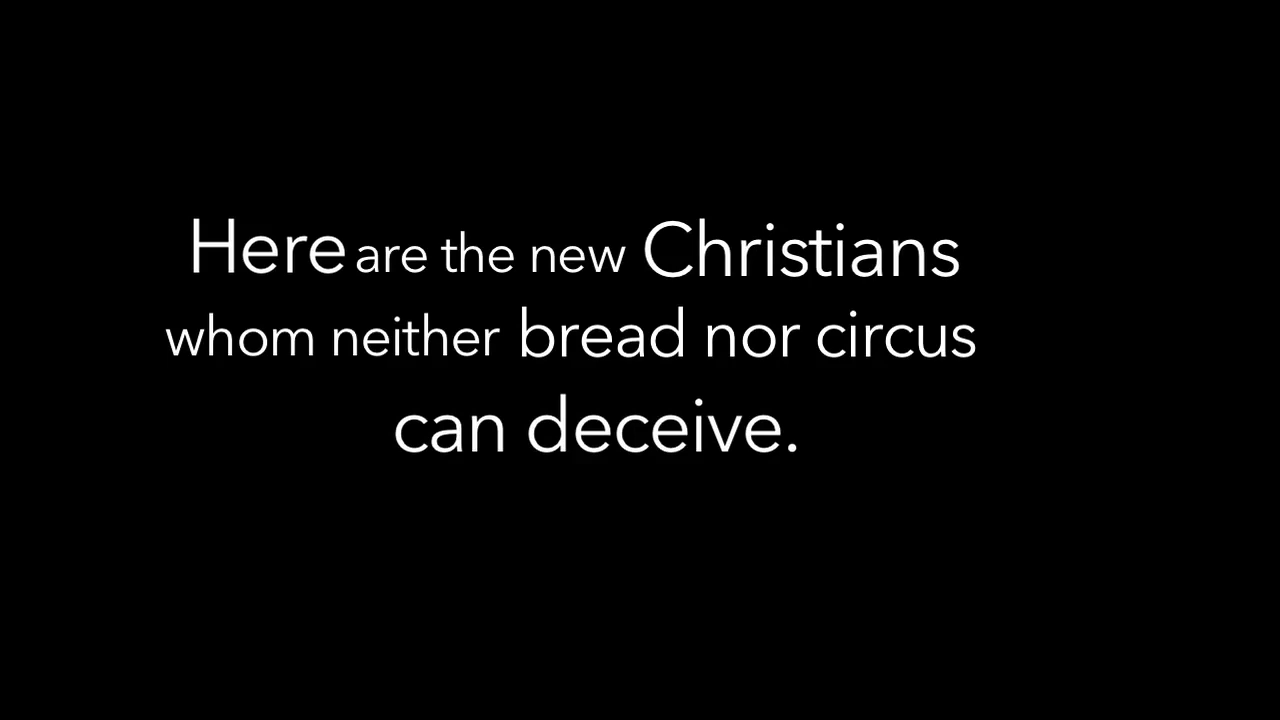 Here are the new Christians
whom neither bread nor circus
can deceive.